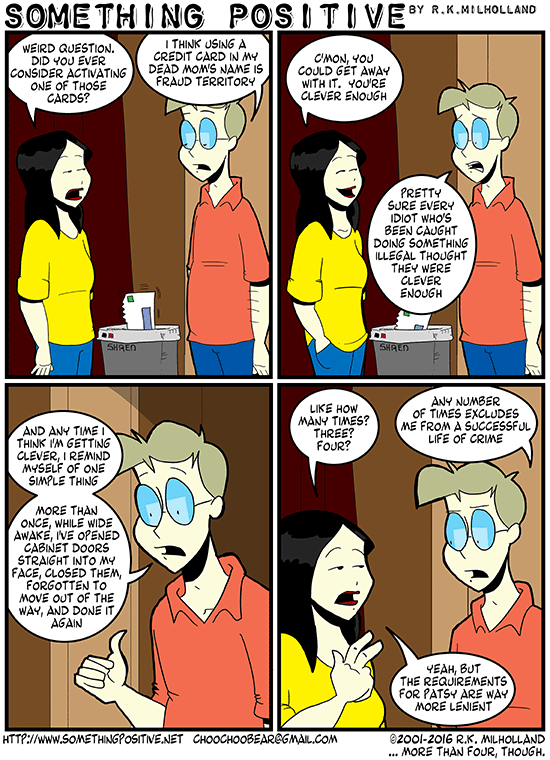 SOMETHING POSITIVE BY R.K.MILHOLLAND
WEIRD QUESTION.
DID YOU EVER
CONSIDER ACTIVATING
ONE OF THOSE
CARDS?
I THINK USING A
CREDIT CARD IN MY
DEAD MOM'S NAME IS
FRAUD TERRITORY
SHRED
C'MON, YOU
COULD GET AWAY
WITH IT. YOU'RE
CLEVER ENOUGH
PRETTY
SURE EVERY
IDIOT WHO'S
BEEN CAUGHT
DOING SOMETHING
ILLEGAL THOUGHT
THEY WERE
CLEVER
ENOUGH
SHRED
AND ANY TIME I
THINK I'M GETTING
CLEVER, I REMIND
MYSELF OF ONE
SIMPLE THING
MORE THAN
ONCE, WHILE WIDE
AWAKE, I'VE OPENED
CABINET DOORS
STRAIGHT INTO MY
FACE, CLOSED THEM,
FORGOTTEN TO
MOVE OUT OF THE
WAY, AND DONE IT
AGAIN
LIKE HOW
MANY TIMES?
THREE?
FOUR?
ANY NUMBER
OF TIMES EXCLUDES
ME FROM A SUCCESSFUL
LIFE OF CRIME
YEAH, BUT
THE REQUIREMENTS
FOR PATSY ARE WAY
MORE LENIENT
HTTP://WWW.SOMETHINGPOSITIVE.NET CHOOCHOOBEAR@GMAIL.COM
©2001-2016 R.K. MILHOLLAND
... MORE THAN FOUR, THOUGH.